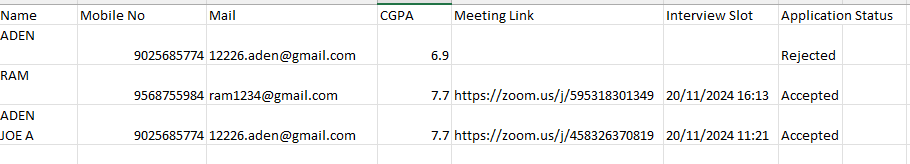 Name Mobile No Mail CGPA Meeting Link Interview Slot Application Status
ADEN
9025685774 12226.aden@gmail.com 6.9 Rejected
RAM
9568755984 ram1234@gmail.com 7.7 https://zoom.us/j/595318301349 20/11/2024 16:13 Accepted
ADEN
JOE A 9025685774 12226.aden@gmail.com 7.7 https://zoom.us/j/458326370819 20/11/2024 11:21 Accepted